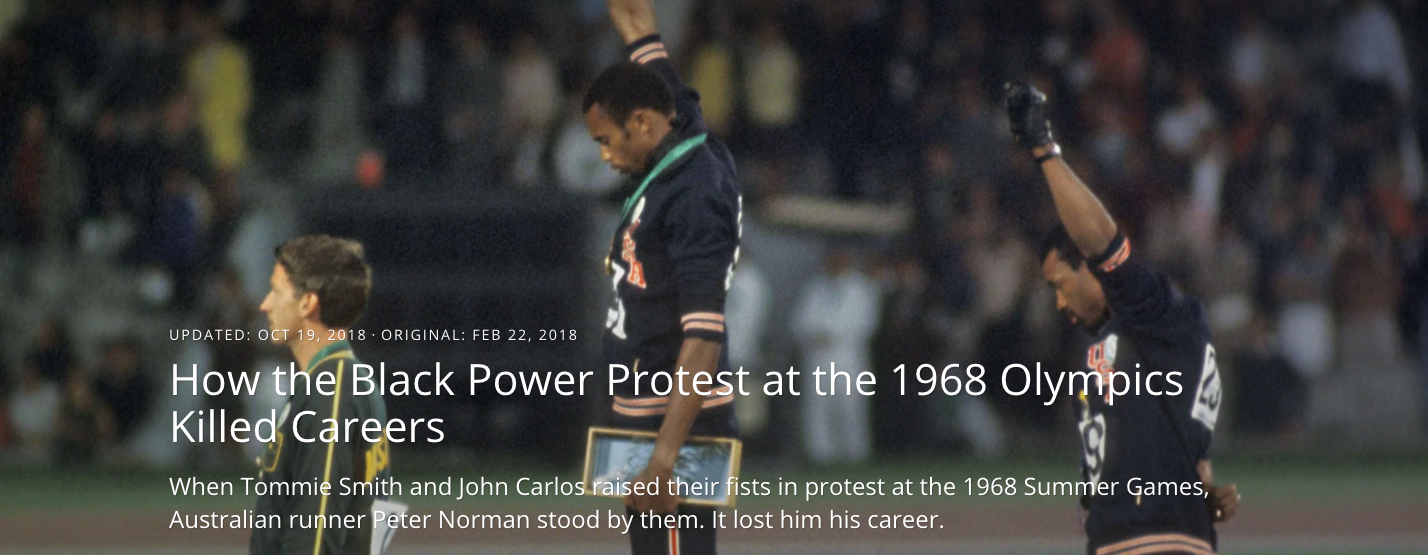 UPDATED: OCT 19, 2018 · ORIGINAL: FEB 22, 2018
How the Black Power Protest at the 1968 Olympics
Killed Careers
When Tommie Smith and John Carlos raised their fists in protest at the 1968 Summer Games,
Australian runner Peter Norman stood by them. It lost him his career.